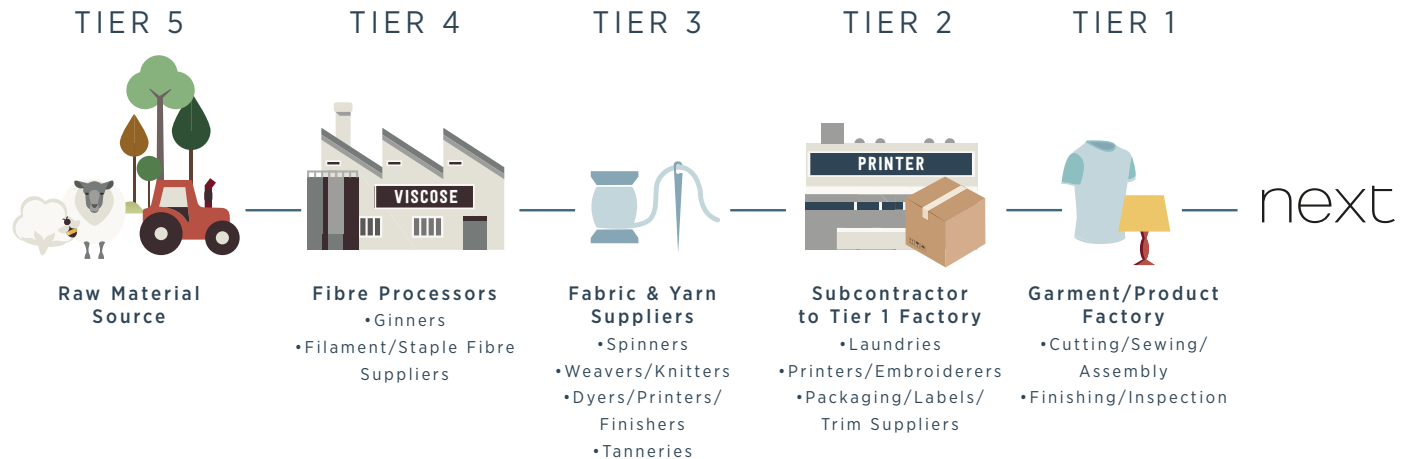 TIER 5
TIER 4
TIER 3
TIER 2
TIER 1
VISCOSE
PRINTER
next
Raw Material
Source
Fibre Processors
•Ginners
•Filament/Staple Fibre
Suppliers
Fabric & Yarn
Suppliers
•Spinners
•Weavers/Knitters
•Dyers/Printers/
Finishers
•Tanneries
Subcontractor
to Tier 1 Factory
•Laundries
•Printers/Embroiderers
•Packaging/Labels/
Trim Suppliers
Garment/Product
Factory
•Cutting/Sewing/
Assembly
•Finishing/Inspection